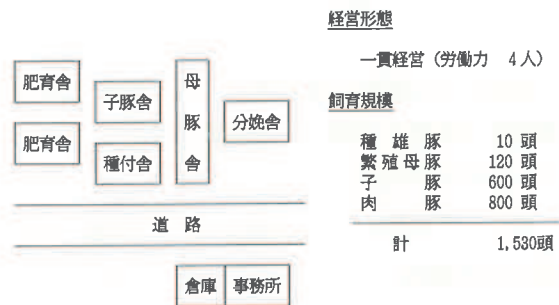 経営形態
一貫経営（労働力　4人）
飼育規模
種雄豚　10頭
繁殖母豚　120頭
子豚　600頭
肉豚　800頭
計　1,530頭
肥育舎
肥育舎
子豚舎
種付舎
母豚舎
分娩舎
道路
倉庫
事務所